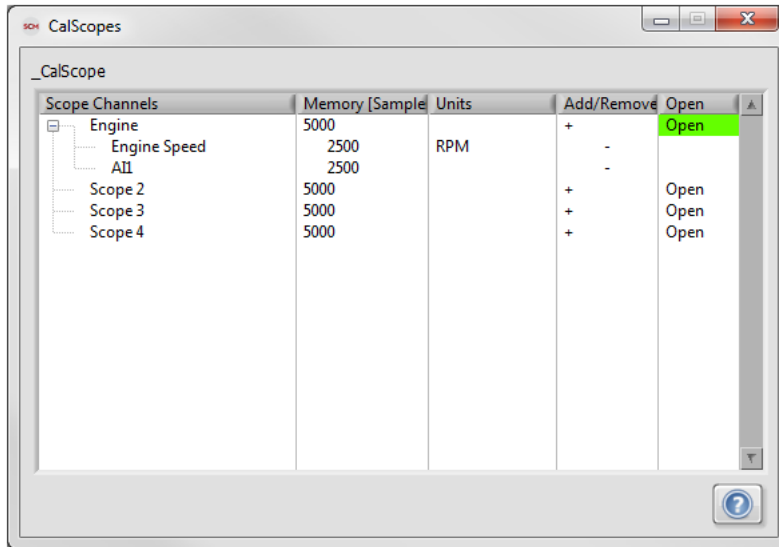 SCM CalScopes
_CalScope
Scope Channels Memory [Sample Units Add/Remove Open
Engine 5000 + Open
Engine Speed 2500 RPM -
AI1 2500 -
Scope 2 5000 + Open
Scope 3 5000 + Open
Scope 4 5000 + Open
?